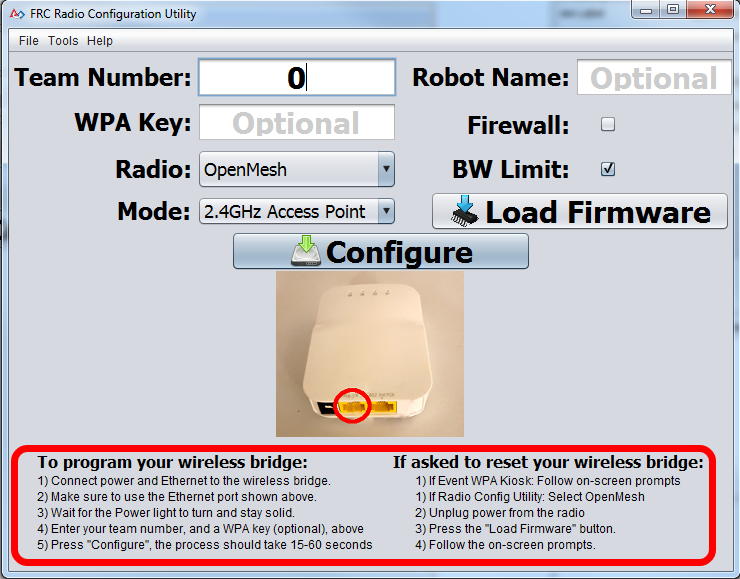 FRC Radio Configuration Utility
File Tools Help
Team Number: 0 Robot Name: Optional
WPA Key: Optional Firewall:
Radio: OpenMesh BW Limit:
Mode: 2.4GHz Access Point Load Firmware
Configure
To program your wireless bridge:
1) Connect power and Ethernet to the wireless bridge.
2) Make sure to use the Ethernet port shown above.
3) Wait for the Power light to turn and stay solid.
4) Enter your team number, and a WPA key (optional), above
5) Press "Configure", the process should take 15-60 seconds
If asked to reset your wireless bridge:
1) If Event WPA Kiosk: Follow on-screen prompts
1) If Radio Config Utility: Select OpenMesh
2) Unplug power from the radio
3) Press the "Load Firmware" button.
4) Follow the on-screen prompts.